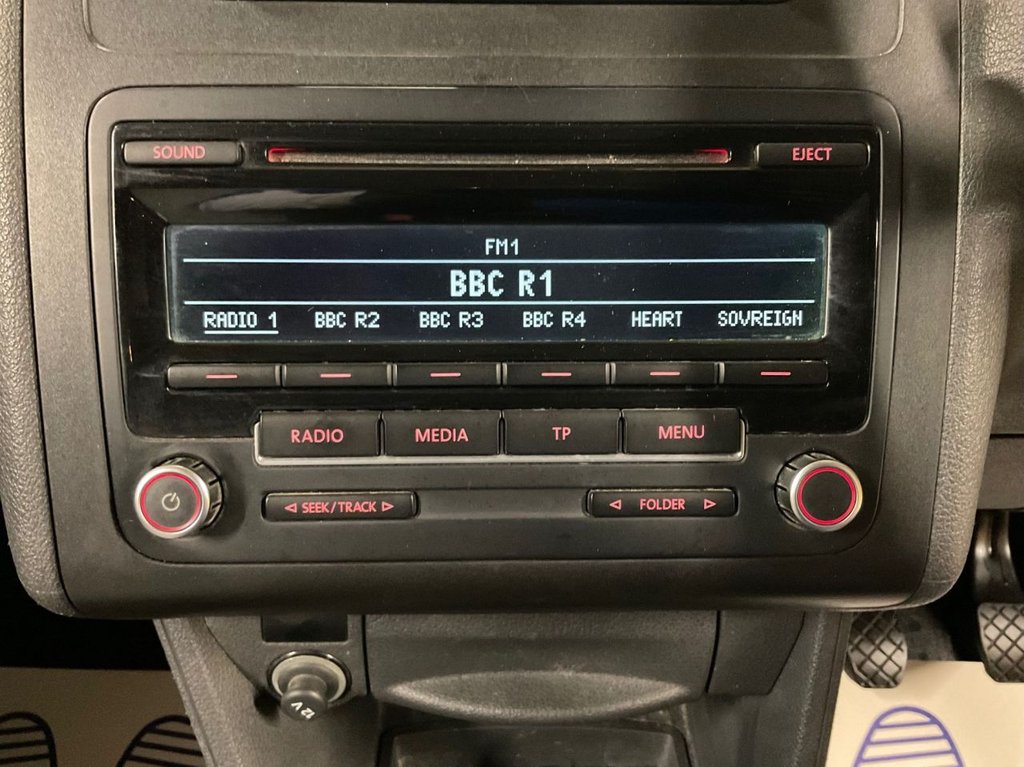 SOUND EJECT
FM1
BBC R1
RADIO 1 BBC R2 BBC R3 BBC R4 HEART SOVREIGN
RADIO MEDIA TP MENU
SEEK/TRACK FOLDER
12V